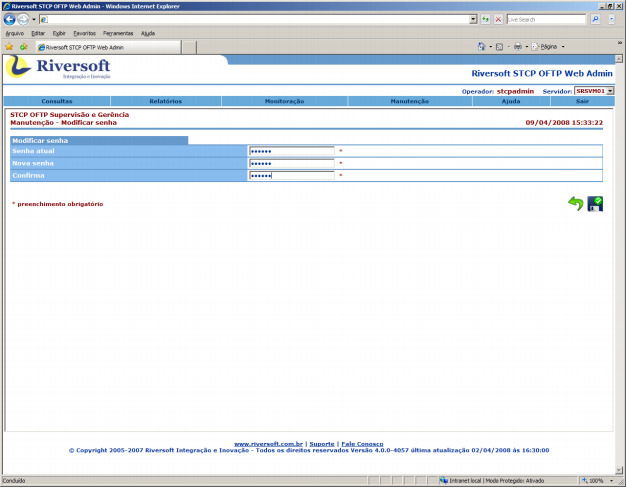 Riversoft STCP OFTP Web Admin - Windows Internet Explorer
Live Search
Arquivo Editar Exibir Favoritos Ferramentas Ajuda
Riversoft STCP OFTP Web Admin
Página
Riversoft
Integração e Inovação
Riversoft STCP OFTP Web Admin
Operador: stcpadmin Servidor: SRSVM01
Consultas Relatórios Monitoração Manutenção Ajuda Sair
STCP OFTP Supervisão e Gerência
Manutenção - Modificar senha 09/04/2008 15:33:22
Modificar senha
Senha atual •••••• *
Nova senha •••••• *
Confirma •••••• *
* preenchimento obrigatório
www.riversoft.com.br | Suporte | Fale Conosco
© Copyright 2005-2007 Riversoft Integração e Inovação - Todos os direitos reservados Versão 4.0.0-4057 última atualização 02/04/2008 às 16:30:00
Concluído Intranet local | Modo Protegido: Ativado 100%